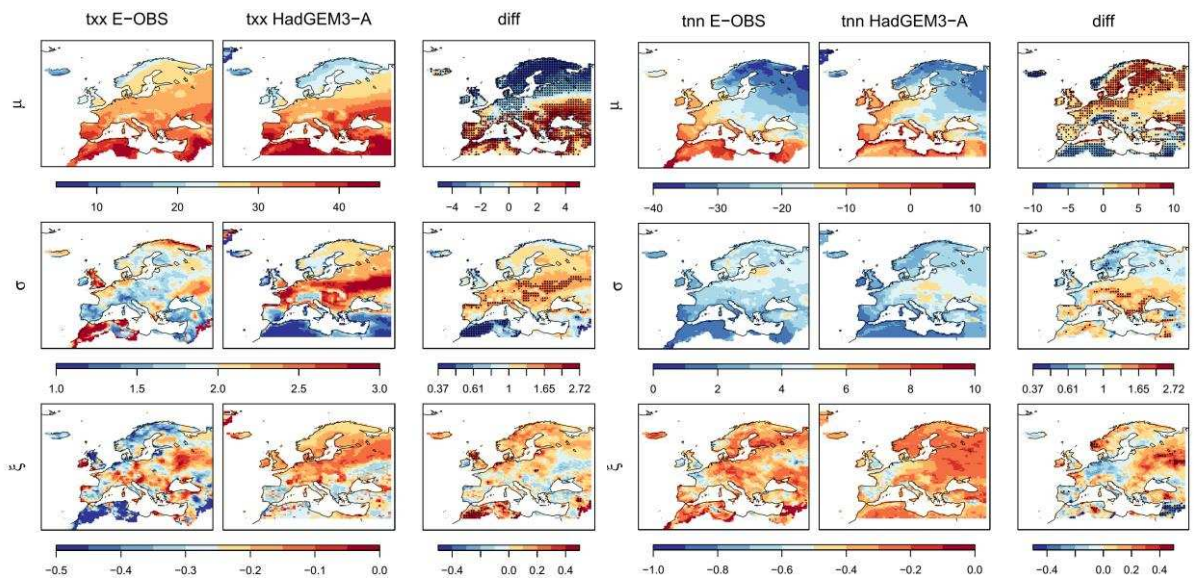 txx E−OBS txx HadGEM3−A diff tnn E−OBS tnn HadGEM3−A diff
μ μ
10 20 30 40 −4 −2 0 2 4 −40 −30 −20 −10 0 10 −10 −5 0 5 10
σ σ
1.0 1.5 2.0 2.5 3.0 0.37 0.61 1 1.65 2.72 0 2 4 6 8 10 0.37 0.61 1 1.65 2.72
ξ ξ
−0.5 −0.4 −0.3 −0.2 −0.1 0.0 −0.4 0.0 0.2 0.4 −1.0 −0.8 −0.6 −0.4 −0.2 0.0 −0.4 0.0 0.2 0.4